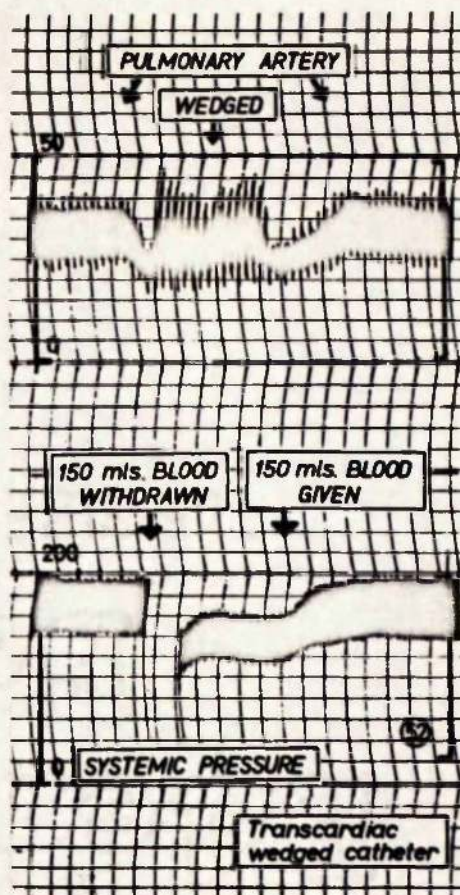 PULMONARY ARTERY
WEDGED
50
0
150 mls. BLOOD
WITHDRAWN
150 mls. BLOOD
GIVEN
200
52
0
SYSTEMIC PRESSURE
Transcardiac
wedged catheter